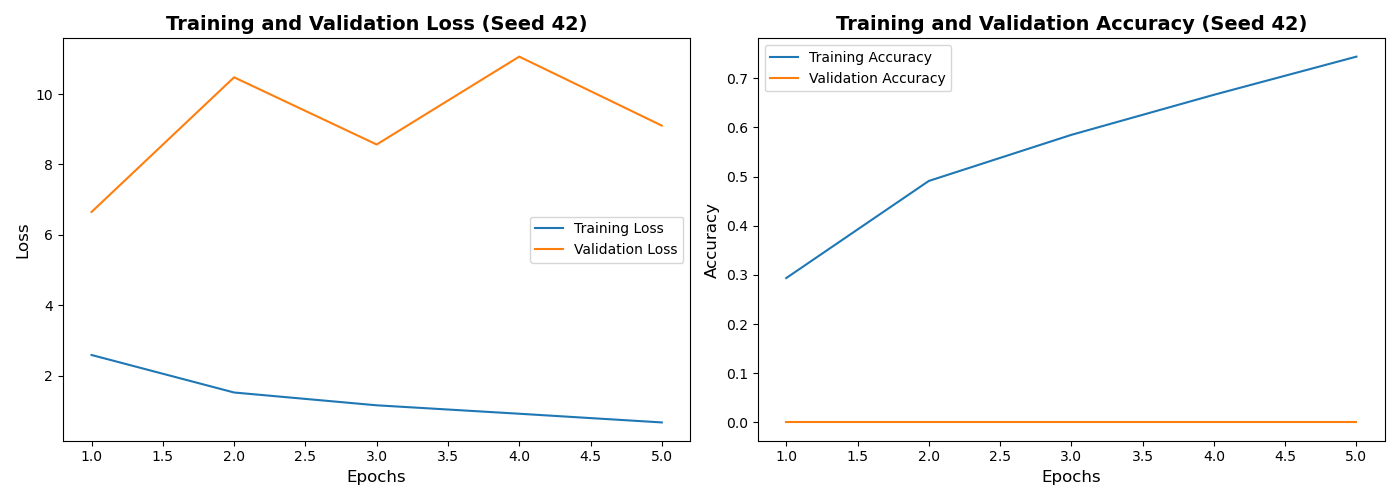 Training and Validation Loss (Seed 42)
Loss
10
8
6
4
2
Training Loss
Validation Loss
1.0 1.5 2.0 2.5 3.0 3.5 4.0 4.5 5.0
Epochs
Training and Validation Accuracy (Seed 42)
Training Accuracy
Validation Accuracy
Accuracy
0.7
0.6
0.5
0.4
0.3
0.2
0.1
0.0
1.0 1.5 2.0 2.5 3.0 3.5 4.0 4.5 5.0
Epochs